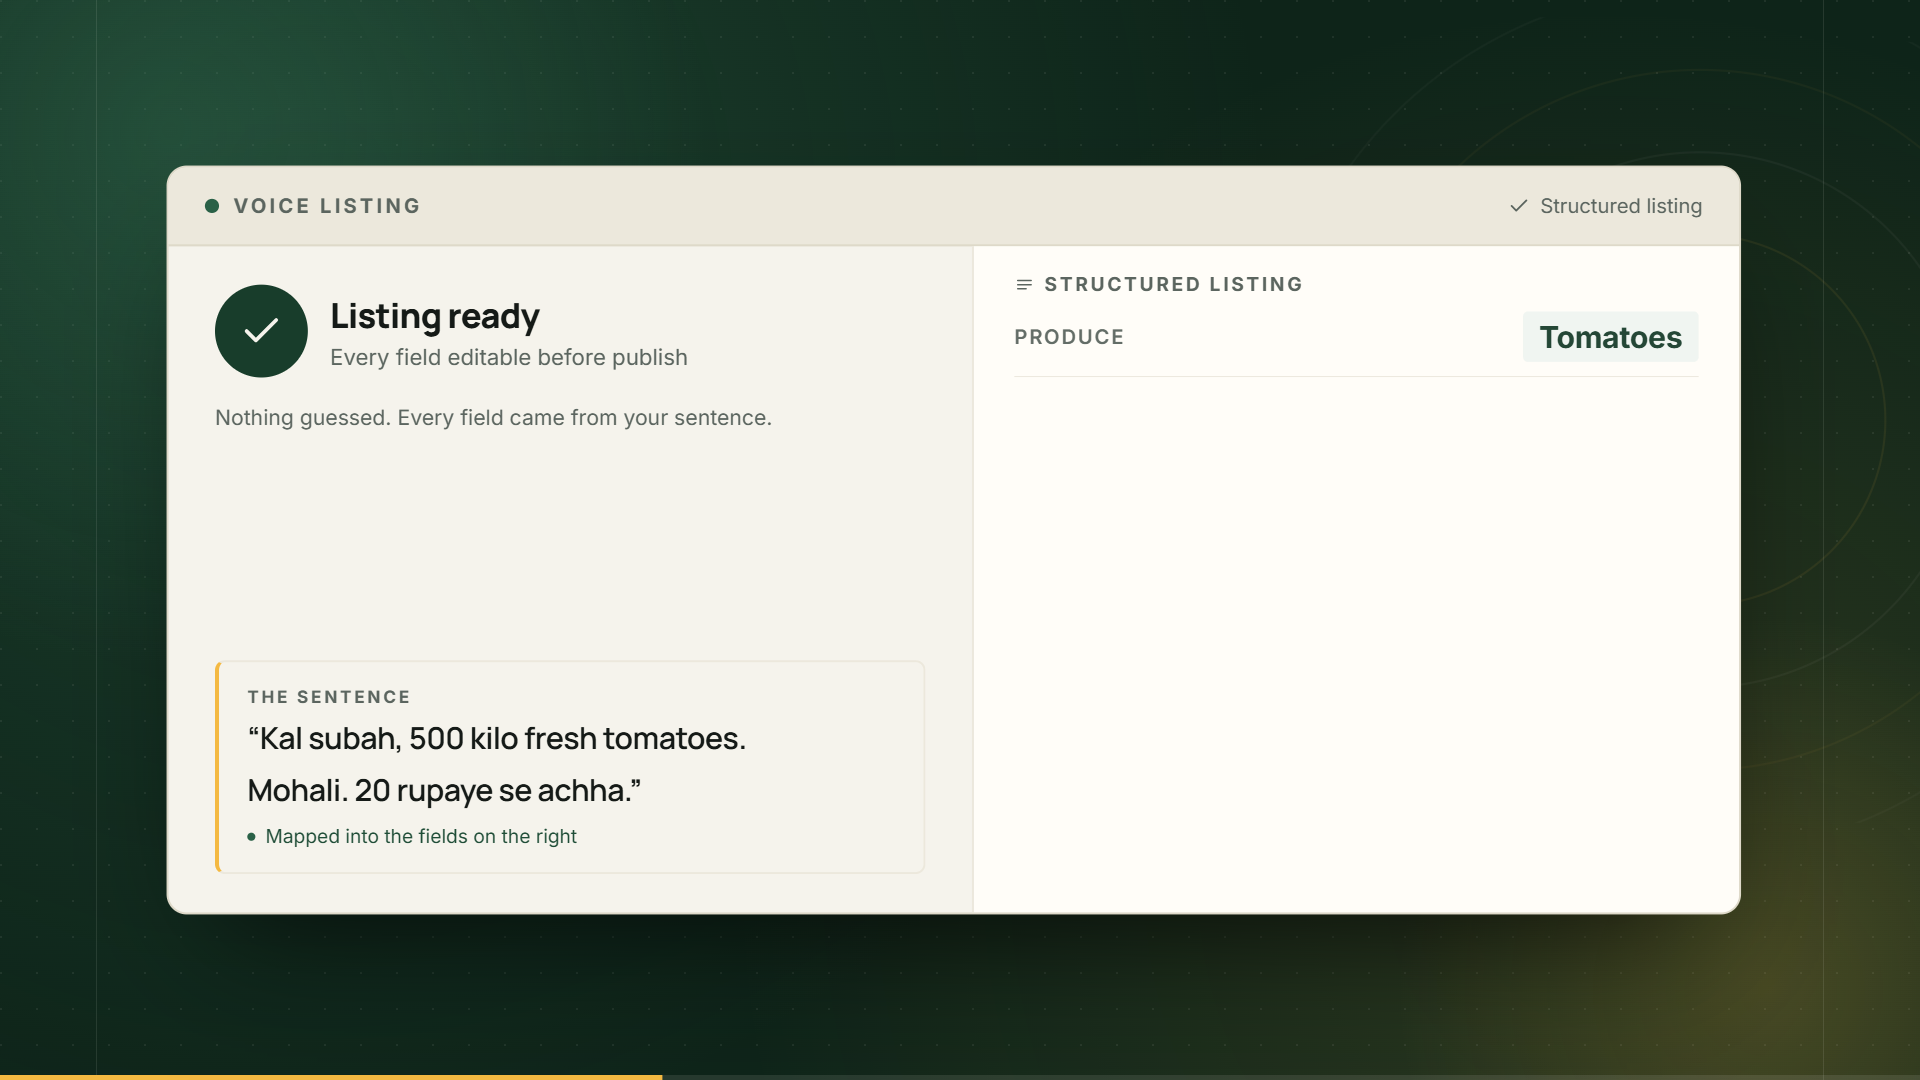 VOICE LISTING
Structured listing
Listing ready
Every field editable before publish
Nothing guessed. Every field came from your sentence.
THE SENTENCE
“Kal subah, 500 kilo fresh tomatoes.
Mohali. 20 rupaye se achha.”
Mapped into the fields on the right
STRUCTURED LISTING
PRODUCE
Tomatoes